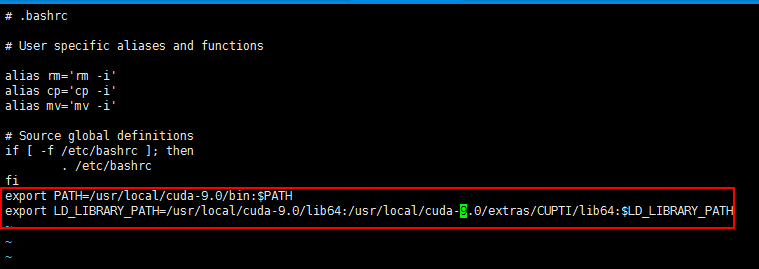 # .bashrc
# User specific aliases and functions
alias rm='rm -i'
alias cp='cp -i'
alias mv='mv -i'
# Source global definitions
if [ -f /etc/bashrc ]; then
        . /etc/bashrc
fi
export PATH=/usr/local/cuda-9.0/bin:$PATH
export LD_LIBRARY_PATH=/usr/local/cuda-9.0/lib64:/usr/local/cuda-9.0/extras/CUPTI/lib64:$LD_LIBRARY_PATH
~
~
~